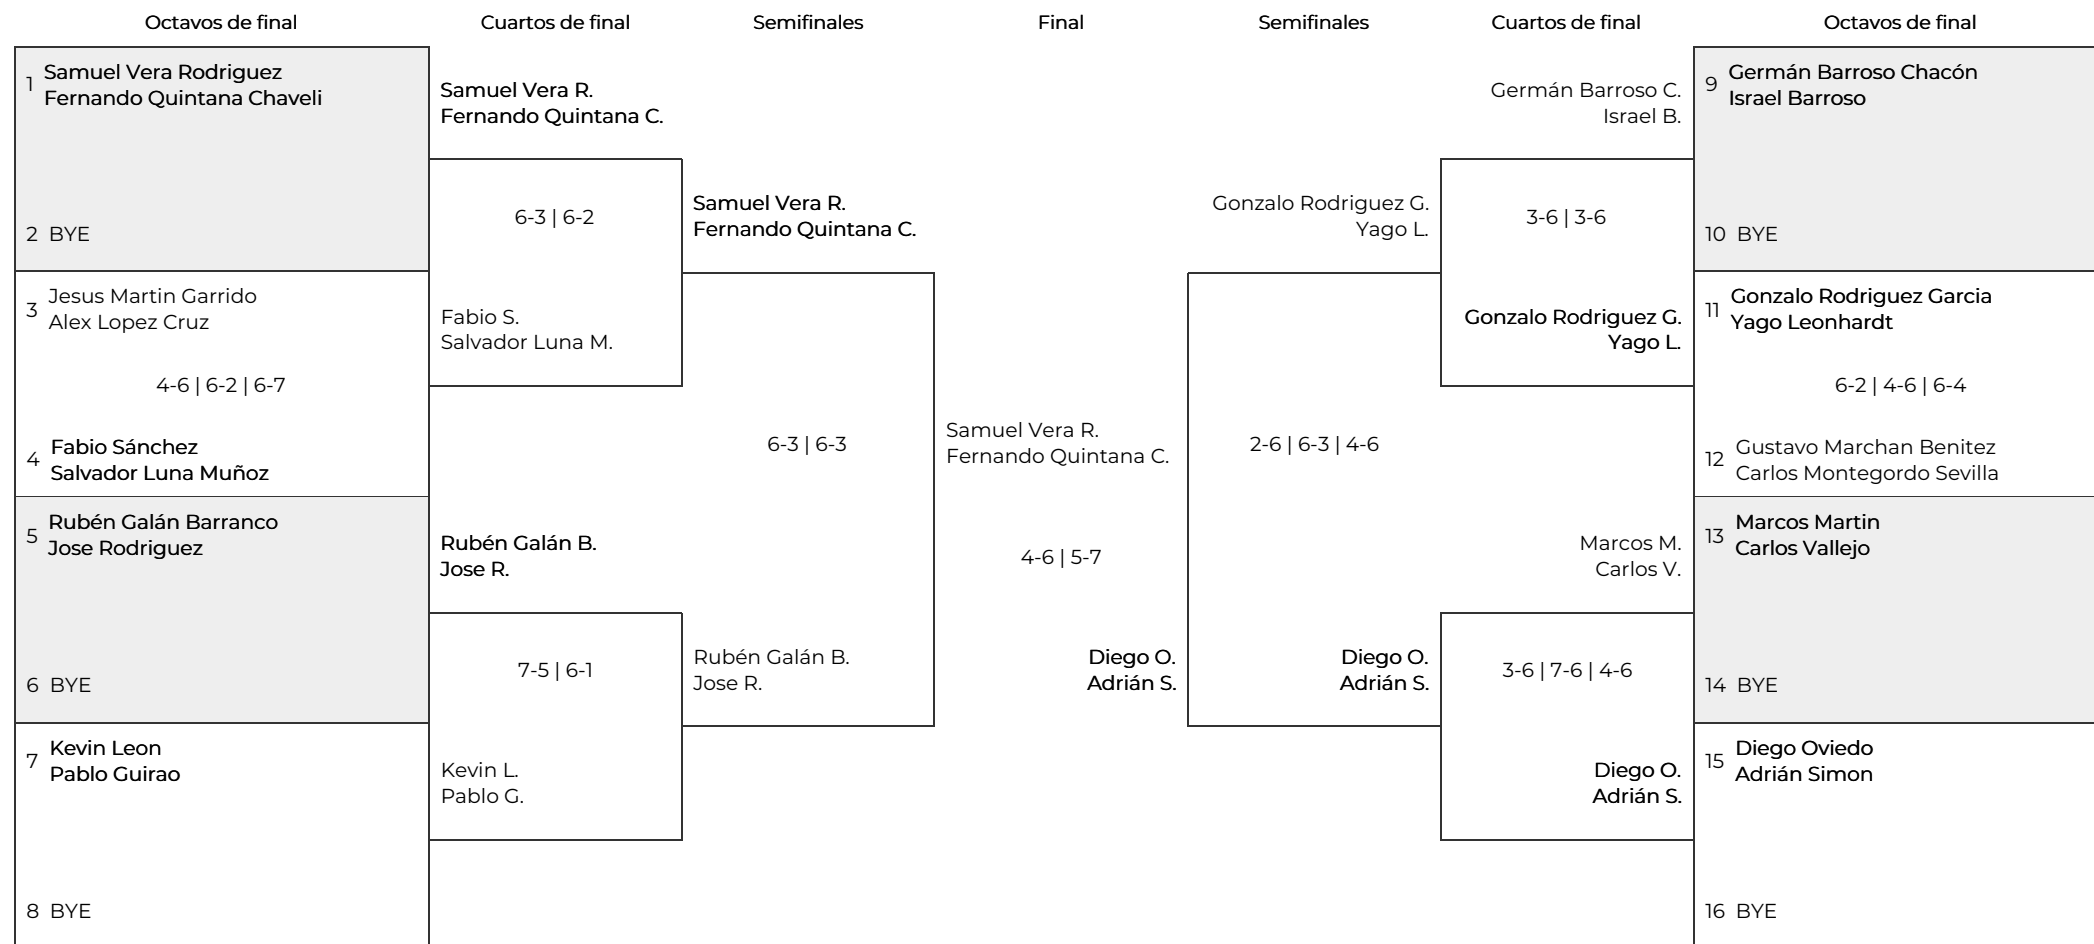 Octavos de final
Cuartos de final
Semifinales
Final
Semifinales
Cuartos de final
Octavos de final
1 Samuel Vera Rodriguez
Fernando Quintana Chaveli
2 BYE
3 Jesus Martin Garrido
Alex Lopez Cruz
4-6 | 6-2 | 6-7
4 Fabio Sánchez
Salvador Luna Muñoz
5 Rubén Galán Barranco
Jose Rodriguez
6 BYE
7 Kevin Leon
Pablo Guirao
8 BYE
Samuel Vera R.
Fernando Quintana C.
6-3 | 6-2
Fabio S.
Salvador Luna M.
Rubén Galán B.
Jose R.
7-5 | 6-1
Kevin L.
Pablo G.
Samuel Vera R.
Fernando Quintana C.
6-3 | 6-3
Rubén Galán B.
Jose R.
Samuel Vera R.
Fernando Quintana C.
4-6 | 5-7
Diego O.
Adrián S.
Gonzalo Rodriguez G.
Yago L.
2-6 | 6-3 | 4-6
Diego O.
Adrián S.
Germán Barroso C.
Israel B.
3-6 | 3-6
Gonzalo Rodriguez G.
Yago L.
Marcos M.
Carlos V.
3-6 | 7-6 | 4-6
Diego O.
Adrián S.
9 Germán Barroso Chacón
Israel Barroso
10 BYE
11 Gonzalo Rodriguez Garcia
Yago Leonhardt
6-2 | 4-6 | 6-4
12 Gustavo Marchan Benitez
Carlos Montegordo Sevilla
13 Marcos Martin
Carlos Vallejo
14 BYE
15 Diego Oviedo
Adrián Simon
16 BYE